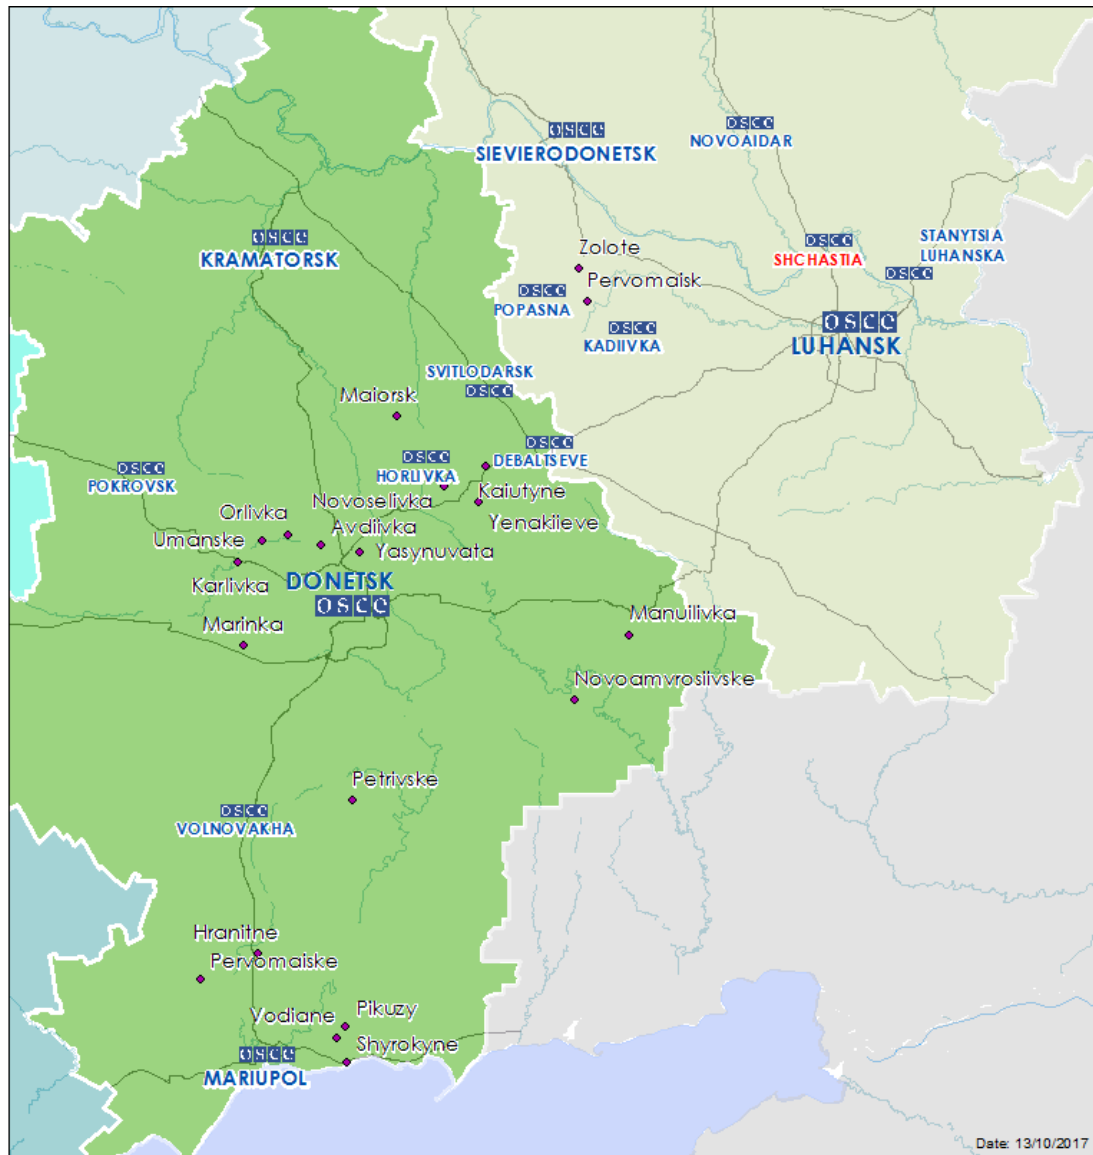 OSCE
NOVOAIDAR
OSCE
SIEVIERODONETSK
OSCE
KRAMATORSK
OSCE
SHCHASTIA
STANYTSIA
LUHANSKA
OSCE
Zolote
Pervomaisk
OSCE
POPASNA
OSCE
KADIIVKA
OSCE
LUHANSK
SVITLODARSK
OSCE
Maiorsk
OSCE
DEBALTSEVE
OSCE
HORLIVKA
OSCE
POKROVSK
Novoselivka
Kaiutyne
Yenakiieve
Orlivka
Avdiivka
Umanske
Yasynuvata
Karlivka
DONETSK
OSCE
Marinka
Manuilivka
Novoamvrosiivske
Petrivske
OSCE
VOLNOVAKHA
Hranitne
Pervomaiske
Pikuzy
Vodiane
Shyrokyne
OSCE
MARIUPOL
Date: 13/10/2017